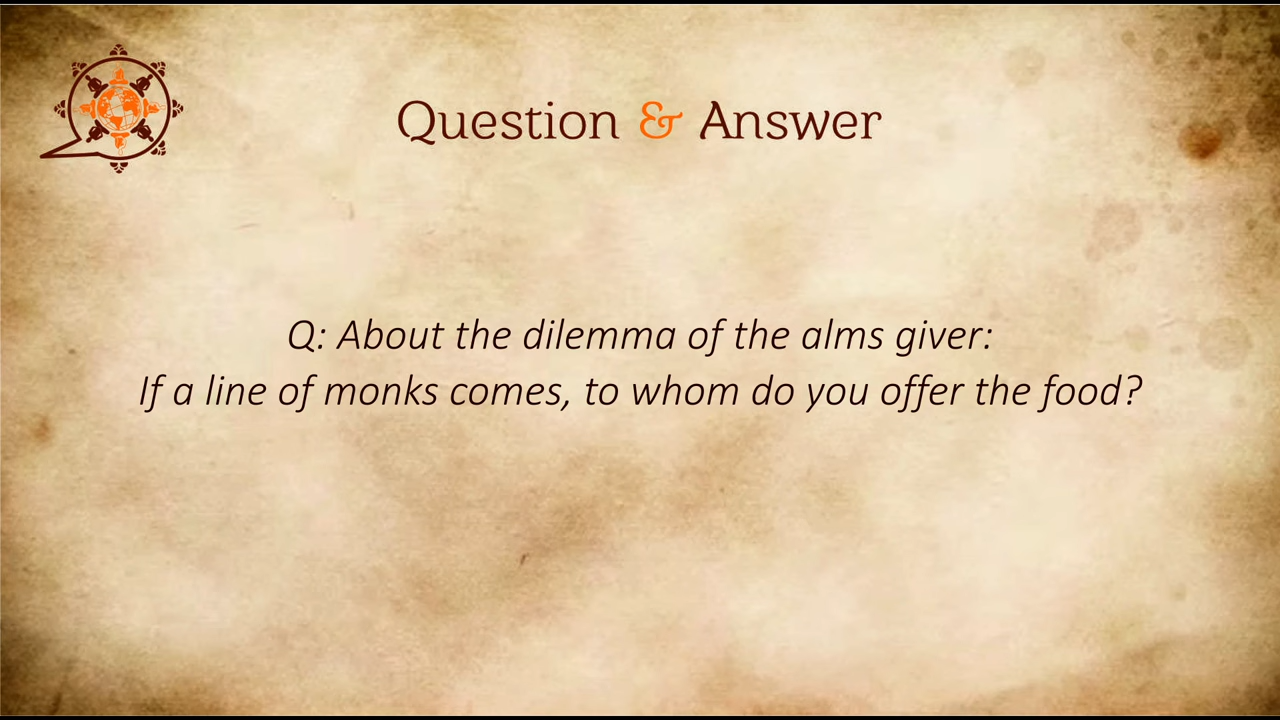 Question & Answer
Q: About the dilemma of the alms giver:
If a line of monks comes, to whom do you offer the food?